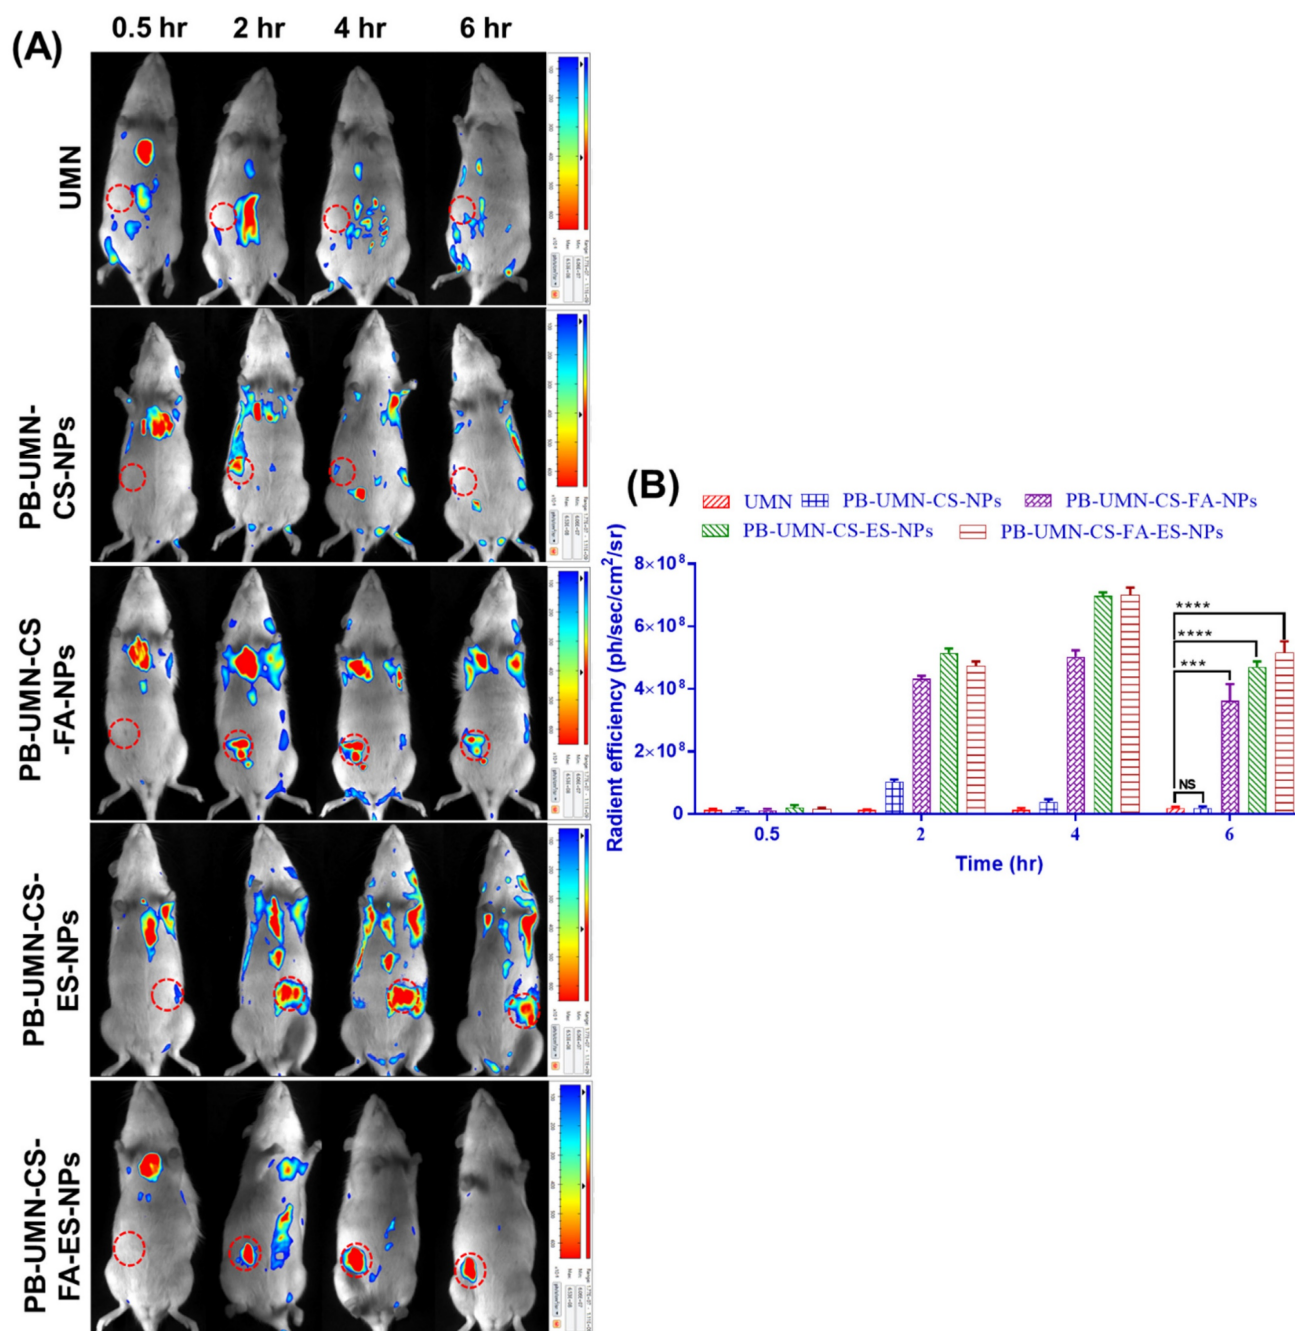 (A)
0.5 hr 2 hr 4 hr 6 hr
UMN
PB-UMN-
CS-NPs
PB-UMN-CS
-FA-NPs
PB-UMN-CS-
ES-NPs
PB-UMN-CS-
FA-ES-NPs
(B)
UMN PB-UMN-CS-NPs PB-UMN-CS-FA-NPs
PB-UMN-CS-ES-NPs PB-UMN-CS-FA-ES-NPs
Radient efficiency (ph/sec/cm²/sr)
8×10⁸
6×10⁸
4×10⁸
2×10⁸
0
****
****
***
NS
0.5 2 4 6
Time (hr)